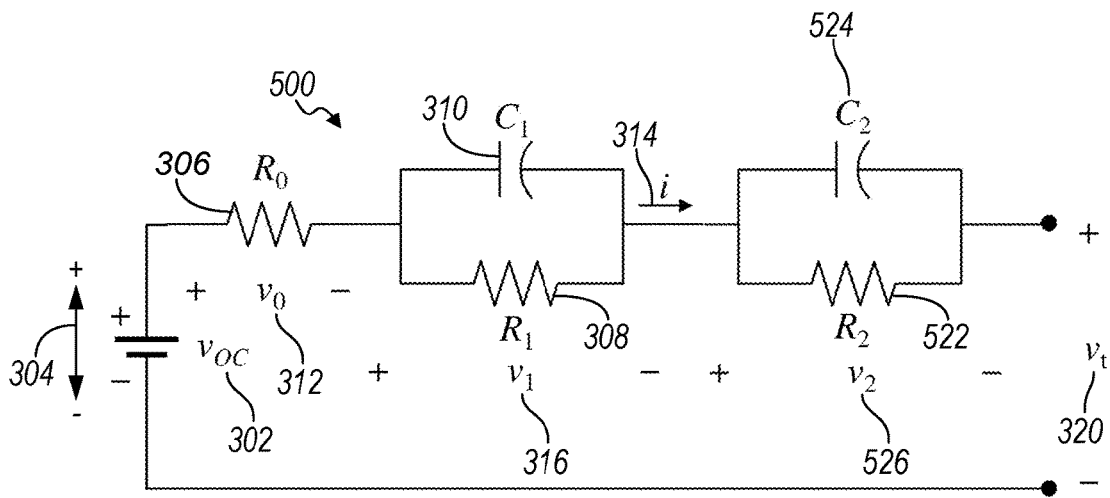 524
500
310
C1
C2
314
306
R0
i
+
+
+
v0
−
+
304
vOC
312
R1
308
R2
522
−
+
v1
−
+
v2
−
vt
-
302
316
526
320
−